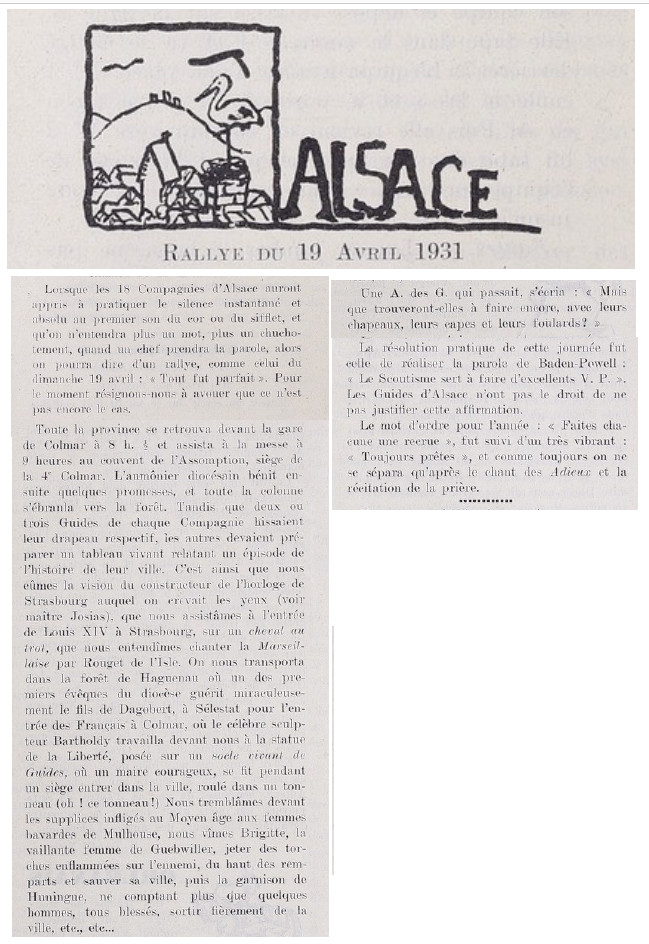 ALSACE
RALLYE DU 19 AVRIL 1931
Lorsque les 18 Compagnies d'Alsace auront
appris à pratiquer le silence instantané et
absolu au premier son du cor ou du sifflet, et
qu'on n'entendra plus un mot, plus un chucho-
tement, quand un chef prendra la parole, alors
on pourra dire d'un rallye, comme celui du
dimanche 19 avril : « Tout fut parfait ». Pour
le moment résignons-nous à avouer que ce n'est
pas encore le cas.
Toute la province se retrouva devant la gare
de Colmar à 8 h. ½ et assista à la messe à
9 heures au couvent de l'Assomption, siège de
la 4e Colmar. L'aumônier diocésain bénit en-
suite quelques promesses, et toute la colonne
s'ébranla vers la forêt. Tandis que deux ou
trois Guides de chaque Compagnie hissaient
leur drapeau respectif, les autres devaient pré-
parer un tableau vivant relatant un épisode de
l'histoire de leur ville. C'est ainsi que nous
eûmes la vision du constructeur de l'horloge de
Strasbourg auquel on crevait les yeux (voir
maître Josias), que nous assistâmes à l'entrée
de Louis XIV à Strasbourg, sur un cheval au
trot, que nous entendîmes chanter la Marseil-
laise par Rouget de l'Isle. On nous transporta
dans la forêt de Haguenau où un des pre-
miers évêques du diocèse guérit miraculeuse-
ment le fils de Dagobert, à Sélestat pour l'en-
trée des Français à Colmar, où le célèbre sculp-
teur Bartholdy travailla devant nous à la statue
de la Liberté, posée sur un socle vivant de
Guides, où un maire courageux, se fit pendant
un siège entrer dans la ville, roulé dans un ton-
neau (oh ! ce tonneau !) Nous tremblâmes devant
les supplices infligés au Moyen âge aux femmes
bavardes de Mulhouse, nous vîmes Brigitte, la
vaillante femme de Guebwiller, jeter des tor-
ches enflammées sur l'ennemi, du haut des rem-
parts et sauver sa ville, puis la garnison de
Huningue, ne comptant plus que quelques
hommes, tous blessés, sortir fièrement de la
ville, etc., etc...
Une A. des G. qui passait, s'écria : « Mais
que trouveront-elles à faire encore, avec leurs
chapeaux, leurs capes et leurs foulards? »
La résolution pratique de cette journée fut
celle de réaliser la parole de Baden-Powell :
« Le Scoutisme sert à faire d'excellents V. P. ».
Les Guides d'Alsace n'ont pas le droit de ne
pas justifier cette affirmation.
Le mot d'ordre pour l'année : « Faites cha-
cune une recrue », fut suivi d'un très vibrant :
« Toujours prêtes », et comme toujours on ne
se sépara qu'après le chant des Adieux et la
récitation de la prière.